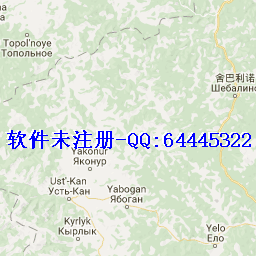 Topol'noye
Топольное
舍巴利诺
Шебалино
软件未注册-QQ:64445322
Yakonur
Яконур
Ust'-Kan
Усть-Кан
Yabogan
Ябоган
Kyrlyk
Кырлык
Yelo
Ело